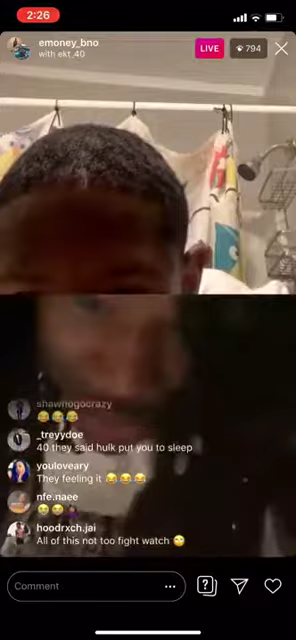 2:26
emoney_bno
with ekt_40
LIVE
794
shawnogocrazy
😂😂😂
_treyydoe
40 they said hulk put you to sleep
youloveary
They feeling it 😂😂😂
nfe.naee
hoodrxch.jai
All of this not too fight watch
Comment